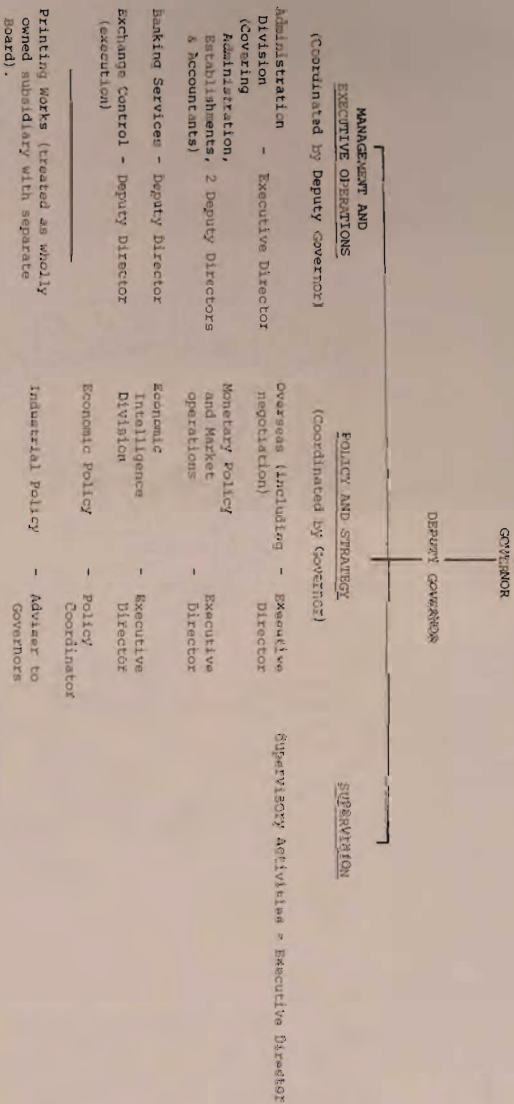 GOVERNOR
DEPUTY GOVERNOR
MANAGEMENT AND
EXECUTIVE OPERATIONS
(Coordinated by Deputy Governor)
Administration
Division - Executive Director
(Covering
Administration,
Establishments, 2 Deputy Directors
& Accountants)
Banking Services - Deputy Director
Exchange Control - Deputy Director
(execution)
Printing Works (treated as wholly
owned subsidiary with separate
Board).
POLICY AND STRATEGY
(Coordinated by Governor)
Overseas (including - Executive
negotiation) Director
Monetary Policy
and Market - Executive
operations Director
Economic
Intelligence - Executive
Division Director
Economic Policy - Policy
Coordinator
Industrial Policy - Adviser to
Governors
SUPERVISION
Supervisory Activities - Executive Director